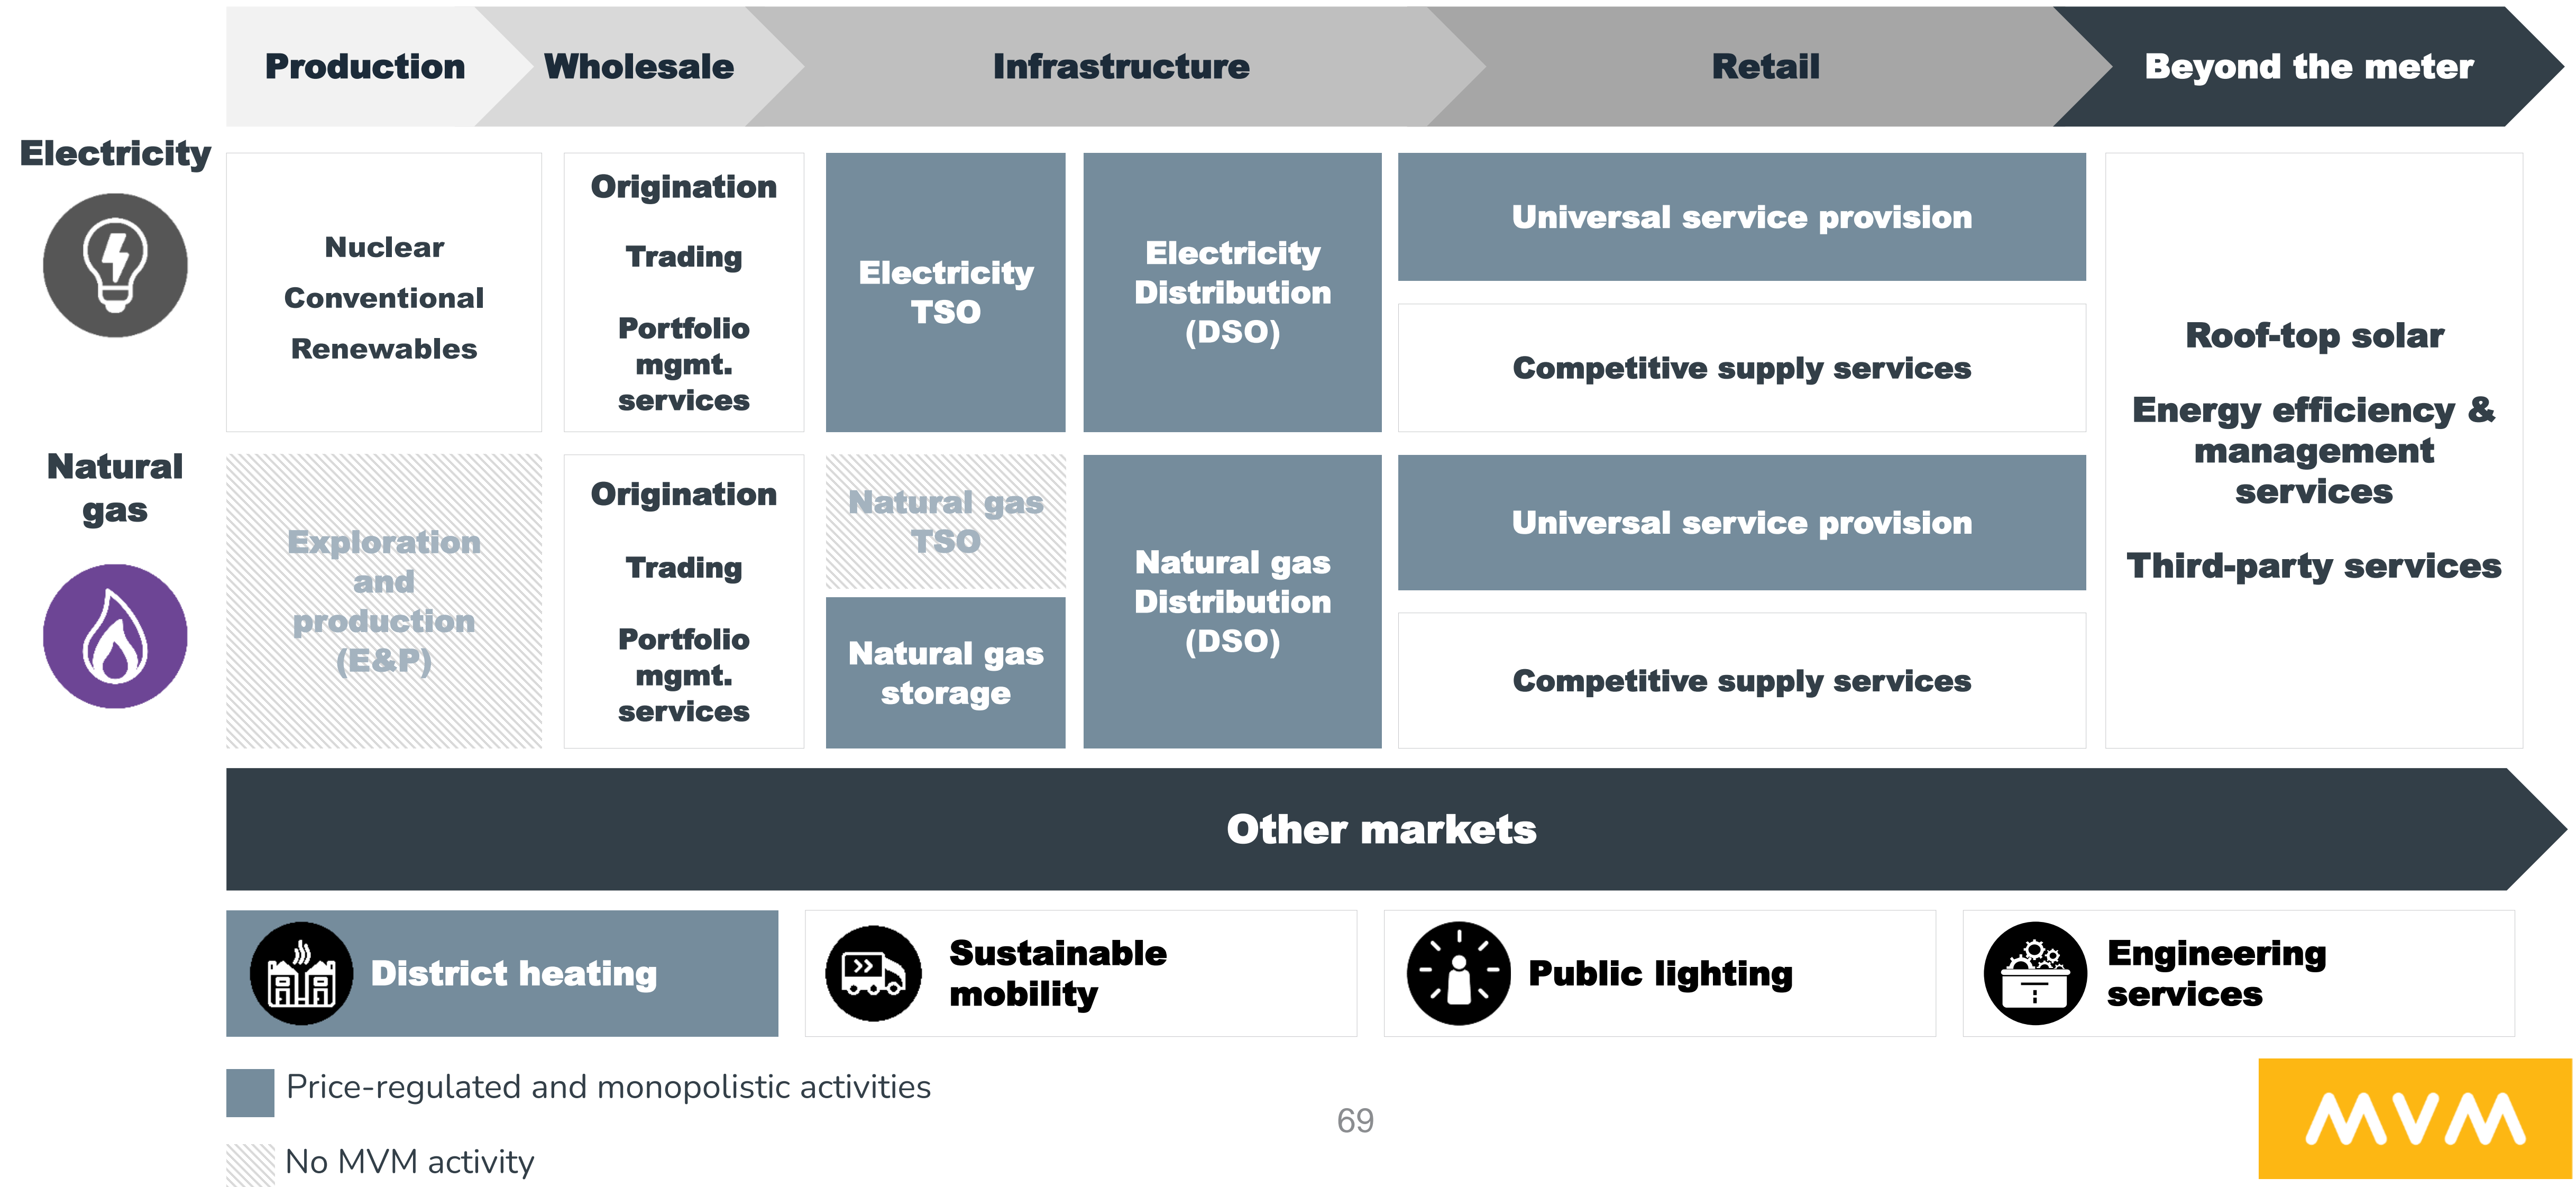 Production
Wholesale
Infrastructure
Retail
Beyond the meter
Electricity
Nuclear
Conventional
Renewables
Origination
Trading
Portfolio
mgmt.
services
Electricity
TSO
Electricity
Distribution
(DSO)
Universal service provision
Competitive supply services
Roof-top solar
Energy efficiency &
management
services
Third-party services
Natural
gas
Exploration
and
production
(E&P)
Origination
Trading
Portfolio
mgmt.
services
Natural gas
TSO
Natural gas
storage
Natural gas
Distribution
(DSO)
Universal service provision
Competitive supply services
Other markets
District heating
Sustainable
mobility
Public lighting
Engineering
services
Price-regulated and monopolistic activities
No MVM activity
69
MVM